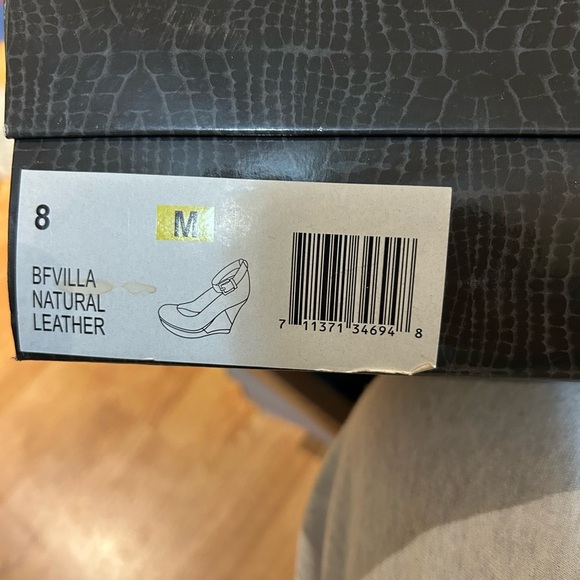 8 M
BFVILLA
NATURAL
LEATHER
7 11371 34694 8